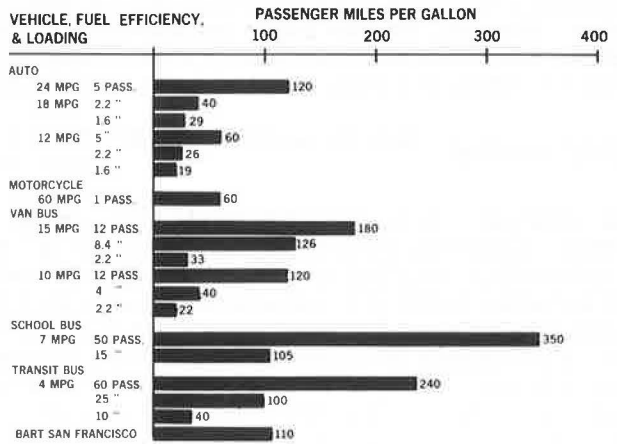 VEHICLE, FUEL EFFICIENCY, & LOADING
PASSENGER MILES PER GALLON
100 200 300 400
AUTO
24 MPG 5 PASS. 120
18 MPG 2.2 " 40
1.6 " 29
12 MPG 5 " 60
2.2 " 26
1.6 " 19
MOTORCYCLE
60 MPG 1 PASS. 60
VAN BUS
15 MPG 12 PASS. 180
8.4 " 126
2.2 " 33
10 MPG 12 PASS. 120
4 " 40
2.2 " 22
SCHOOL BUS
7 MPG 50 PASS. 350
15 " 105
TRANSIT BUS
4 MPG 60 PASS. 240
25 " 100
10 " 40
BART SAN FRANCISCO 110